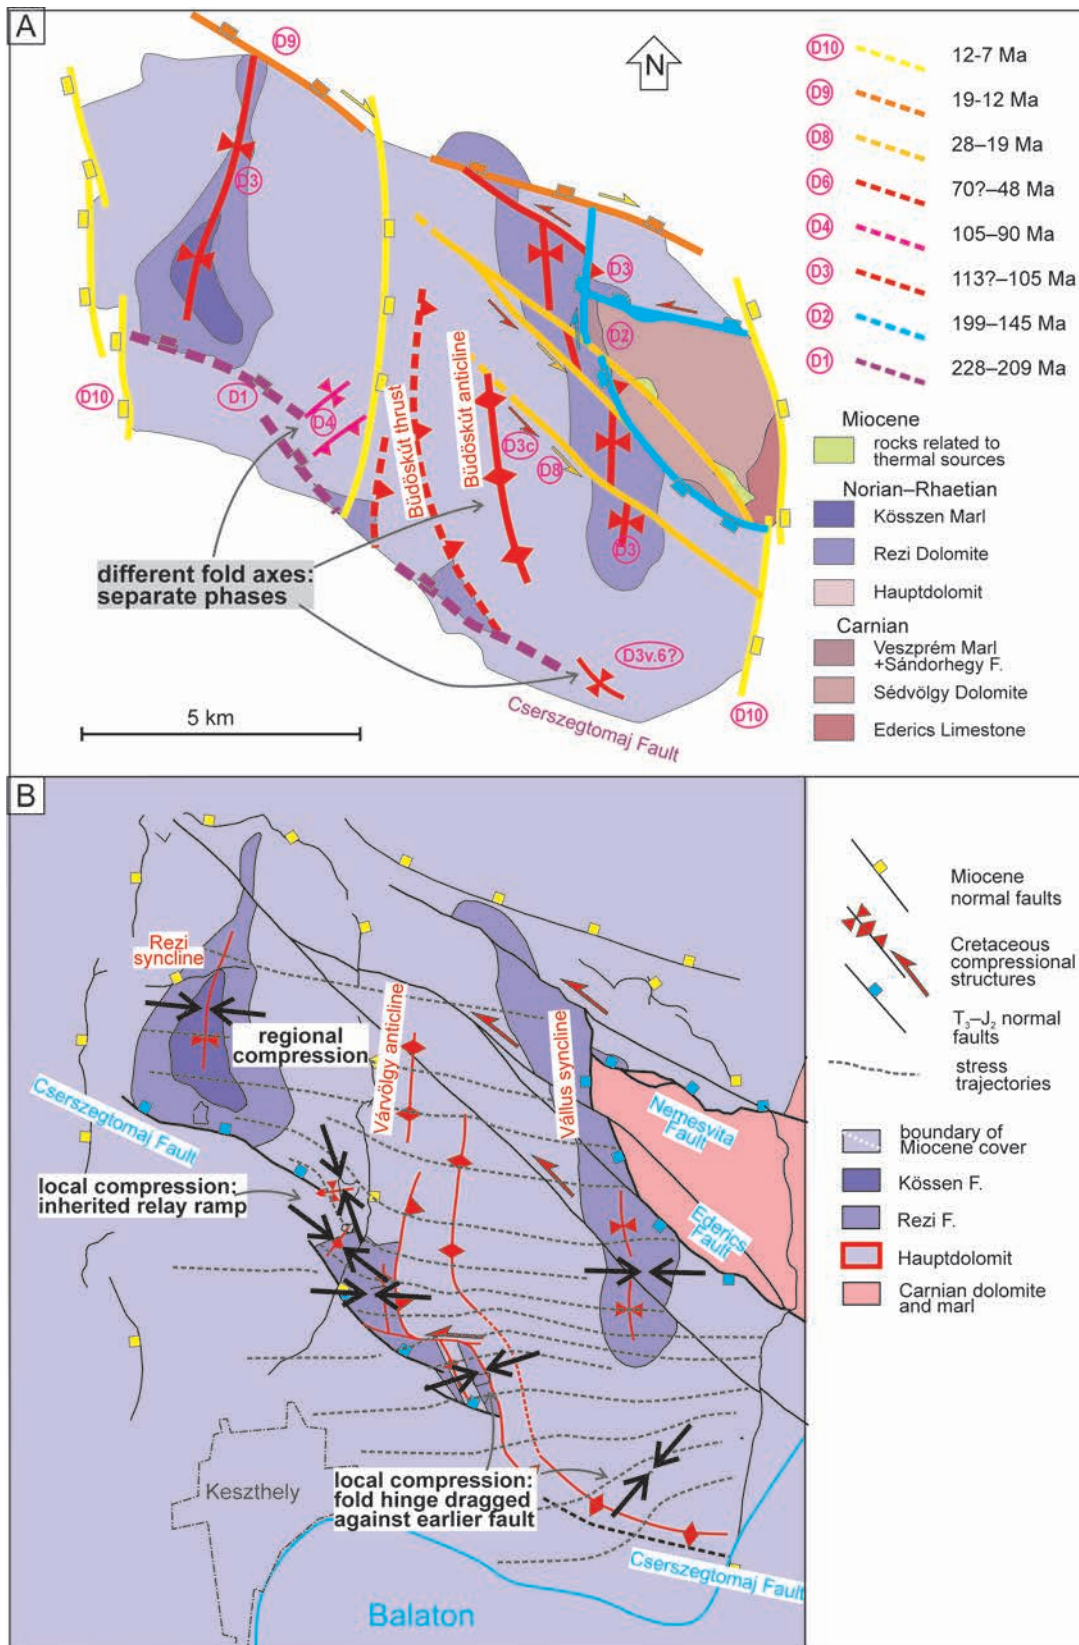 A
D9
N
D3
D10
D1
D4
Büdöskút thrust
Büdöskút anticline
D3c
D8
D3
D2
D3
different fold axes:
separate phases
D3v.6?
D10
5 km
Cserszegtomaj Fault
D10 12-7 Ma
D9 19-12 Ma
D8 28–19 Ma
D6 70?–48 Ma
D4 105–90 Ma
D3 113?–105 Ma
D2 199–145 Ma
D1 228–209 Ma
Miocene
rocks related to
thermal sources
Norian–Rhaetian
Kösszen Marl
Rezi Dolomite
Hauptdolomit
Carnian
Veszprém Marl
+Sándorhegy F.
Sédvölgy Dolomite
Ederics Limestone
B
Rezi
syncline
regional
compression
Várvölgy anticline
Vállus syncline
Cserszegtomaj
Fault
Nemesvita
Fault
Ederics
Fault
local compression:
inherited relay ramp
Keszthely
local compression:
fold hinge dragged
against earlier fault
Cserszegtomaj Fault
Balaton
Miocene
normal faults
Cretaceous
compressional
structures
T₃–J₂ normal
faults
stress
trajectories
boundary of
Miocene cover
Kössen F.
Rezi F.
Hauptdolomit
Carnian dolomite
and marl